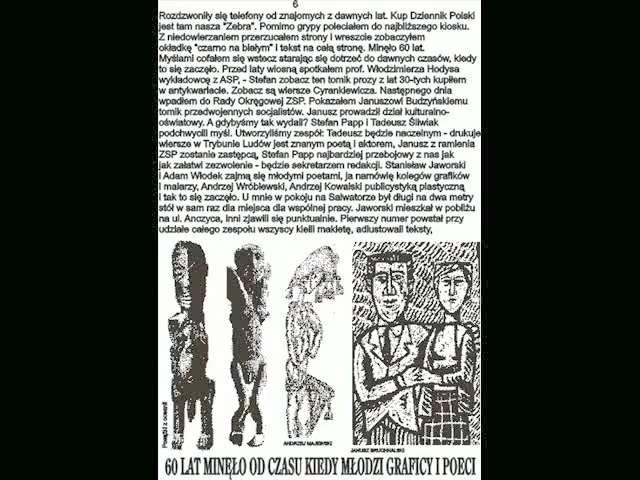 6
Rozdzwoniły się telefony od znajomych z dawnych lat. Kup Dziennik Polski
jest tam nasza "Zebra". Pomimo grypy poleciałem do najbliższego kiosku.
Z niedowierzaniem przerzucałem strony i wreszcie zobaczyłem
okładkę "czarno na białym" i tekst na całą stronę. Minęło 60 lat.
Myślami cofałem się wstecz starając się dotrzeć do dawnych czasów, kiedy
to się zaczęło. Przed laty wiosną spotkałem prof. Włodzimierza Hodysa
wykładowcę z ASP, - Stefan zobacz ten tomik prozy z lat 30-tych kupiłem
w antykwariacie. Zobacz są wiersze Cyrankiewicza. Następnego dnia
wpadłem do Rady Okręgowej ZSP. Pokazałem Januszowi Budzyńskiemu
tomik przedwojennych socjalistów. Janusz prowadził dział kulturalno-
oświatowy. A gdybyśmy tak wydali? Stefan Papp i Tadeusz Śliwiak
podchwycili myśl. Utworzyliśmy zespół: Tadeusz będzie naczelnym - drukuje
wiersze w Trybunie Ludów jest znanym poetą i aktorem, Janusz z ramienia
ZSP zostanie zastępcą, Stefan Papp najbardziej przebojowy z nas jak
jak załatwi zezwolenie - będzie sekretarzem redakcji. Stanisław Jaworski
i Adam Włodek zajmą się młodymi poetami, ja namówię kolegów grafików
i malarzy, Andrzej Wróblewski, Andrzej Kowalski publicystyką plastyczną
i tak to się zaczęło. U mnie w pokoju na Salwatorze był długi na dwa metry
stół w sam raz dla miejsca dla wspólnej pracy. Jaworski mieszkał w pobliżu
na ul. Anczyca, inni zjawili się punktualnie. Pierwszy numer powstał przy
udziale całego zespołu wszyscy kleili makietę, adiustowali teksty,
ANDRZEJ MAJEWSKI
JANUSZ BRUCHNALSKI
60 LAT MINĘŁO OD CZASU KIEDY MŁODZI GRAFICY I POECI